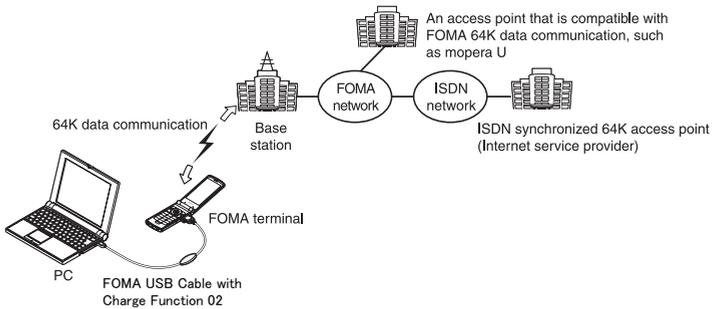 An access point that is compatible with
FOMA 64K data communication, such
as mopera U
FOMA
network
ISDN
network
64K data communication
Base
station
ISDN synchronized 64K access point
(Internet service provider)
FOMA terminal
PC
FOMA USB Cable with
Charge Function 02